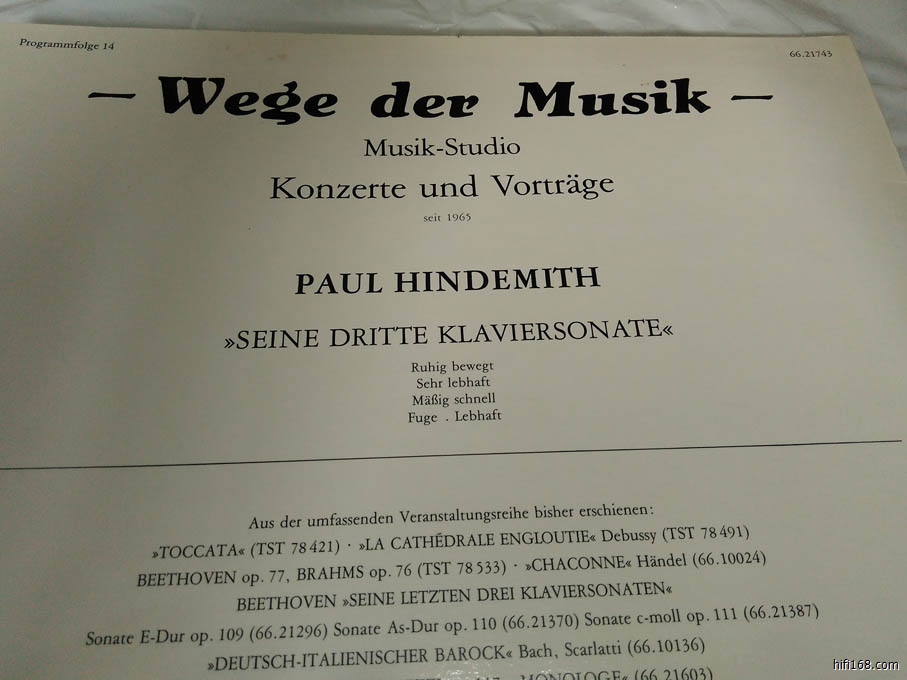 Programmfolge 14
66.21743
– Wege der Musik –
Musik-Studio
Konzerte und Vorträge
seit 1965
PAUL HINDEMITH
»SEINE DRITTE KLAVIERSONATE«
Ruhig bewegt
Sehr lebhaft
Mäßig schnell
Fuge . Lebhaft
Aus der umfassenden Veranstaltungsreihe bisher erschienen:
»TOCCATA« (TST 78421) · »LA CATHÉDRALE ENGLOUTIE« Debussy (TST 78491)
BEETHOVEN op. 77, BRAHMS op. 76 (TST 78533) · »CHACONNE« Händel (66.10024)
BEETHOVEN »SEINE LETZTEN DREI KLAVIERSONATEN«
Sonate E-Dur op. 109 (66.21296) Sonate As-Dur op. 110 (66.21370) Sonate c-moll op. 111 (66.21387)
»DEUTSCH-ITALIENISCHER BAROCK« Bach, Scarlatti (66.10136)
MONOLOGE« (66.21603)
hifi168.com